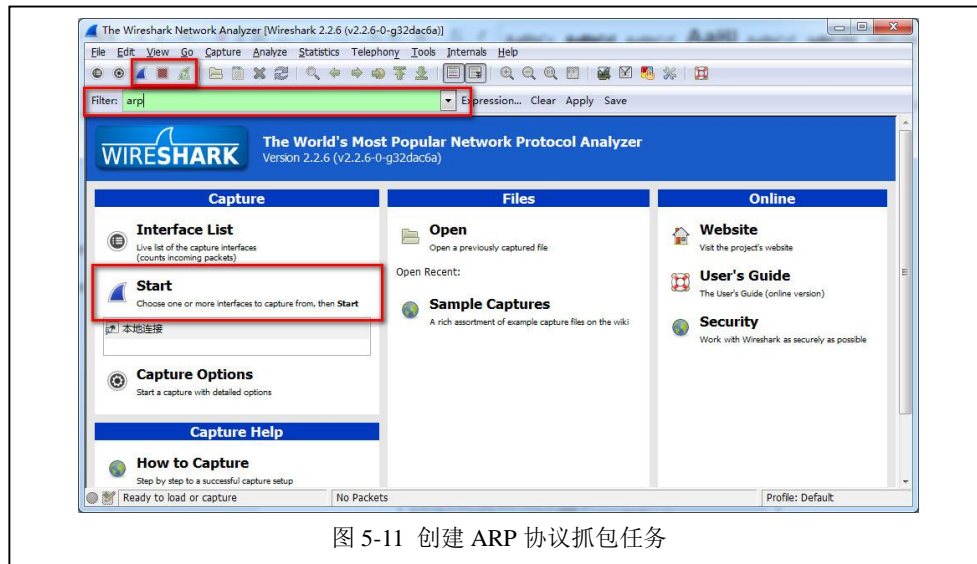 The Wireshark Network Analyzer [Wireshark 2.2.6 (v2.2.6-0-g32dac6a)]
File Edit View Go Capture Analyze Statistics Telephony Tools Internals Help
Filter: arp Expression... Clear Apply Save
WIRESHARK
The World's Most Popular Network Protocol Analyzer
Version 2.2.6 (v2.2.6-0-g32dac6a)
Capture
Interface List
Live list of the capture interfaces
(counts incoming packets)
Start
Choose one or more interfaces to capture from, then Start
本地连接
Capture Options
Start a capture with detailed options
Capture Help
How to Capture
Step by step to a successful capture setup
Files
Open
Open a previously captured file
Open Recent:
Sample Captures
A rich assortment of example capture files on the wiki
Online
Website
Visit the project's website
User's Guide
The User's Guide (online version)
Security
Work with Wireshark as securely as possible
Ready to load or capture No Packets Profile: Default
图 5-11 创建 ARP 协议抓包任务